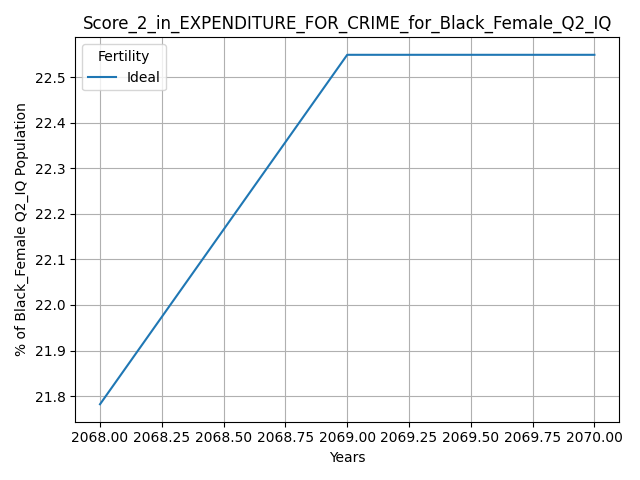 Score_2_in_EXPENDITURE_FOR_CRIME_for_Black_Female_Q2_IQ
Fertility
Ideal
% of Black_Female Q2_IQ Population
22.5
22.4
22.3
22.2
22.1
22.0
21.9
21.8
2068.00 2068.25 2068.50 2068.75 2069.00 2069.25 2069.50 2069.75 2070.00
Years